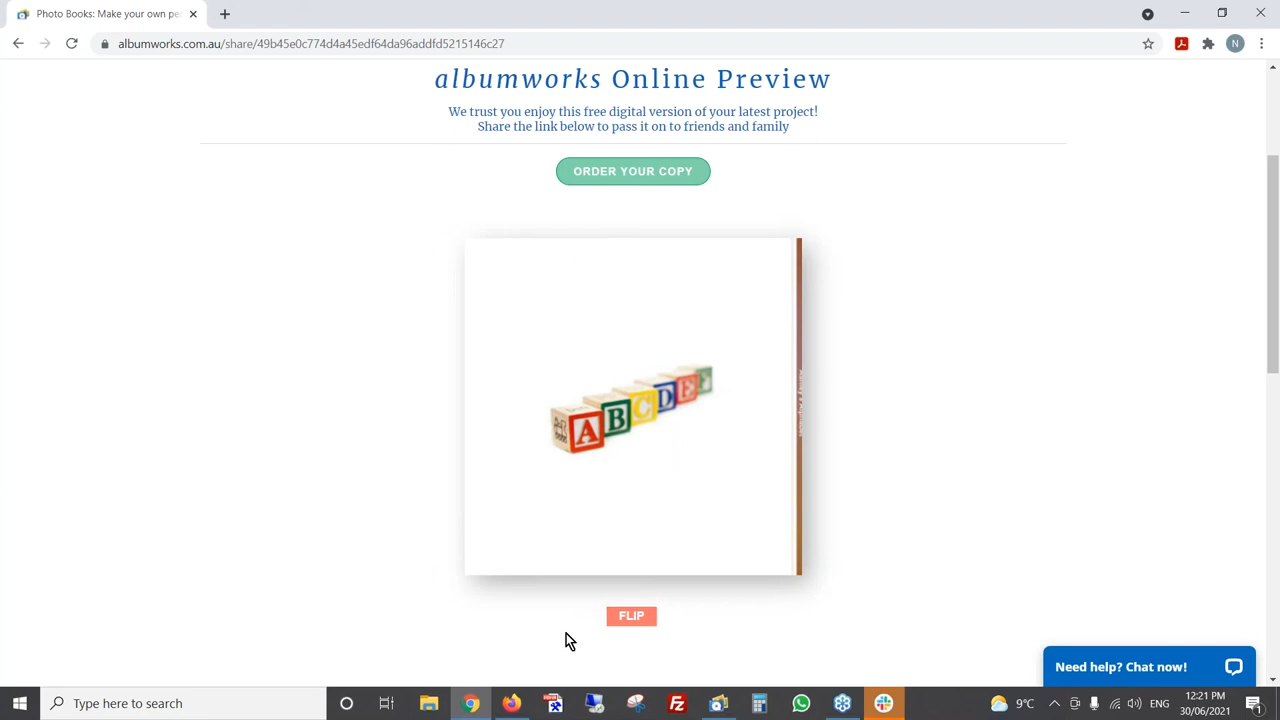 Photo Books: Make your own pe
albumworks.com.au/share/49b45e0c774d4a45edf64da96addfd5215146c27
N
albumworks Online Preview
We trust you enjoy this free digital version of your latest project!
Share the link below to pass it on to friends and family
ORDER YOUR COPY
A B C D E F
FLIP
Need help? Chat now!
Type here to search
9°C
ENG
12:21 PM
30/06/2021
1